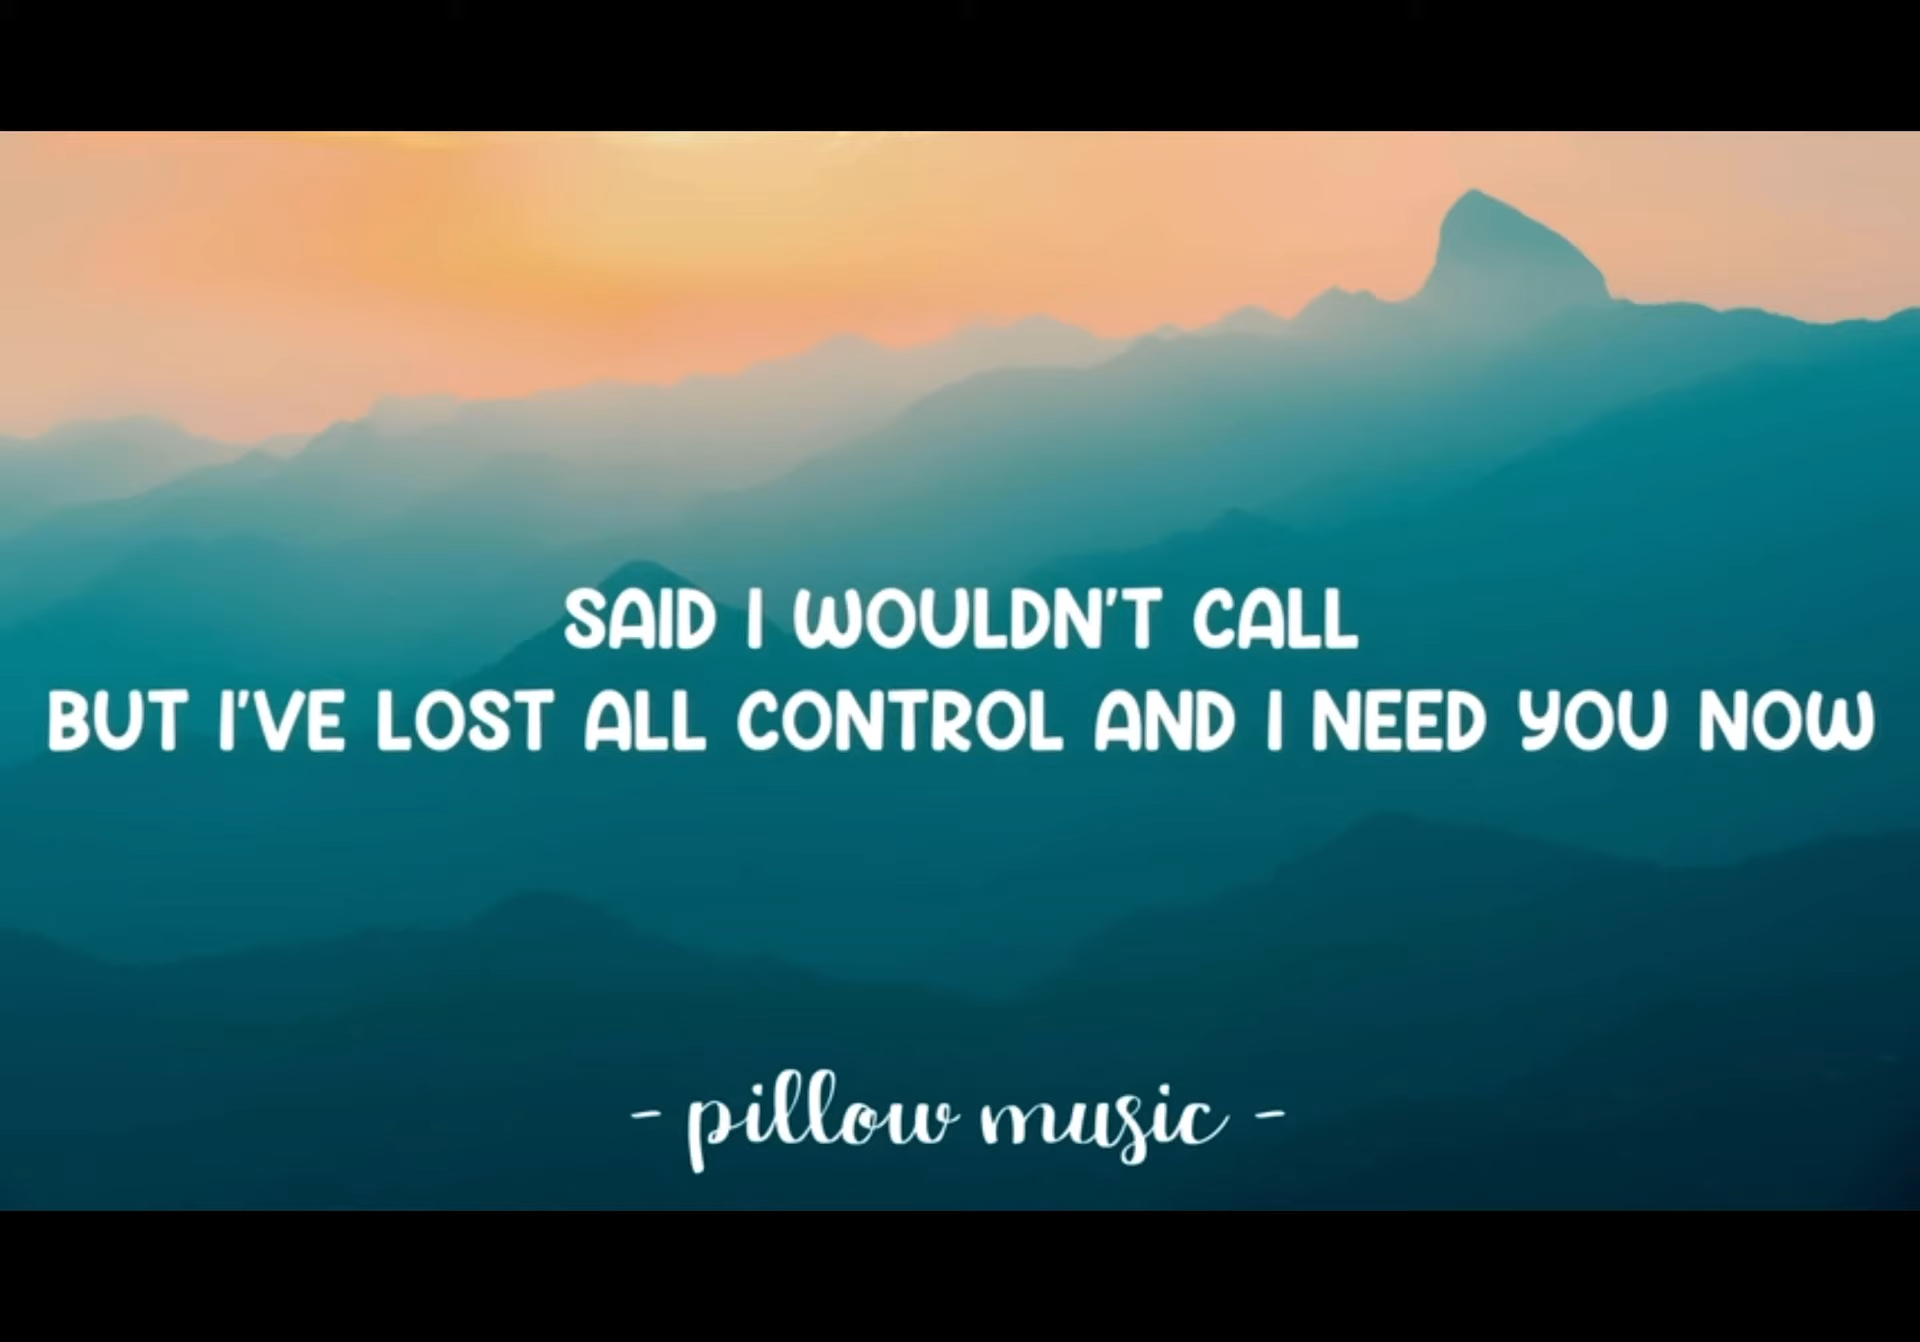 SAID I WOULDN'T CALL
BUT I'VE LOST ALL CONTROL AND I NEED YOU NOW
- pillow music -